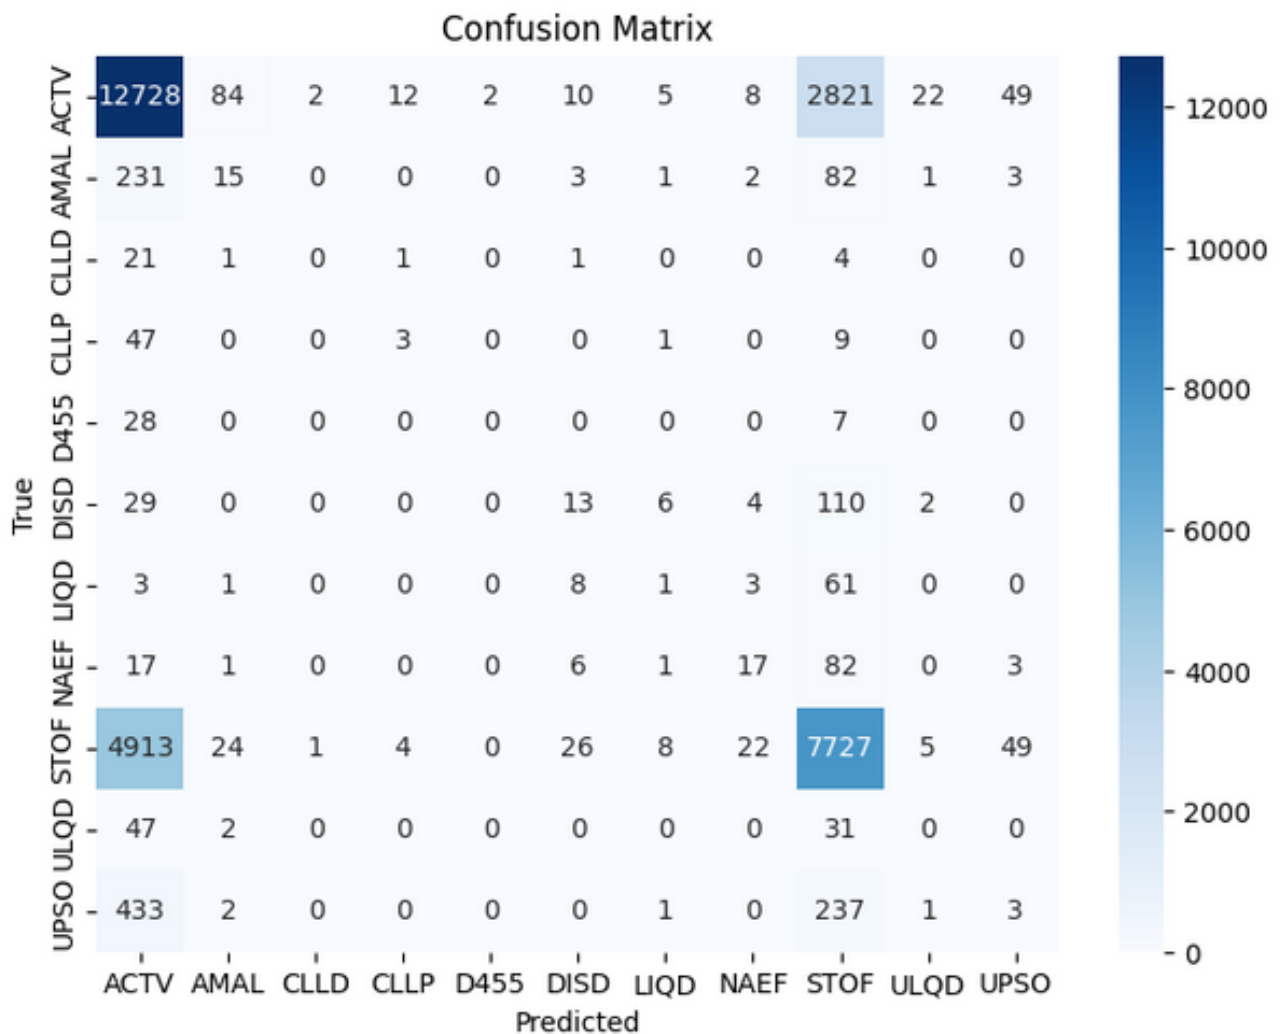 Confusion Matrix
ACTV 12728 84 2 12 2 10 5 8 2821 22 49
AMAL 231 15 0 0 0 3 1 2 82 1 3
CLLD 21 1 0 1 0 1 0 0 4 0 0
CLLP 47 0 0 3 0 0 1 0 9 0 0
D455 28 0 0 0 0 0 0 0 7 0 0
DISD 29 0 0 0 0 13 6 4 110 2 0
LIQD 3 1 0 0 0 8 1 3 61 0 0
NAEF 17 1 0 0 0 6 1 17 82 0 3
STOF 4913 24 1 4 0 26 8 22 7727 5 49
ULQD 47 2 0 0 0 0 0 0 31 0 0
UPSO 433 2 0 0 0 0 1 0 237 1 3
True
ACTV AMAL CLLD CLLP D455 DISD LIQD NAEF STOF ULQD UPSO
Predicted
12000
10000
8000
6000
4000
2000
0